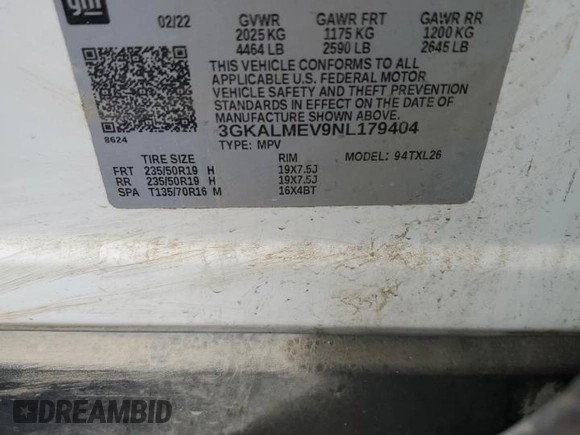 gm
02/22 GVWR GAWR FRT GAWR RR
2025 KG 1175 KG 1200 KG
4464 LB 2590 LB 2645 LB
THIS VEHICLE CONFORMS TO ALL
APPLICABLE U.S. FEDERAL MOTOR
VEHICLE SAFETY AND THEFT PREVENTION
STANDARDS IN EFFECT ON THE DATE OF
MANUFACTURE SHOWN ABOVE.
3GKALMEV9NL179404
8624 TYPE: MPV MODEL: 94TXL26
TIRE SIZE RIM
FRT 235/50R19 H 19X7.5J
RR 235/50R19 H 19X7.5J
SPA T135/70R16 M 16X4BT
DREAMBID